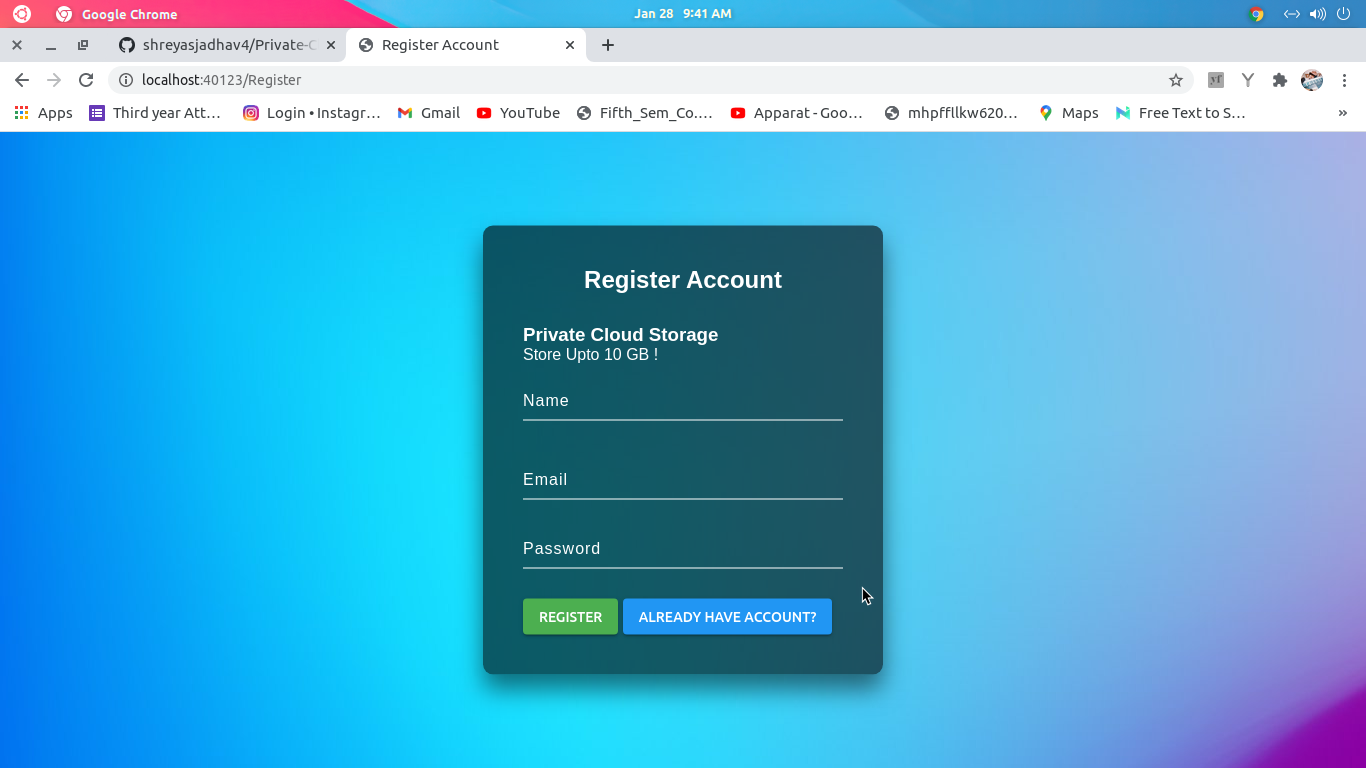 Google Chrome
Jan 28 9:41 AM
shreyasjadhav4/Private-C
Register Account
localhost:40123/Register
yf
Apps
Third year Att…
Login • Instagr…
Gmail
YouTube
Fifth_Sem_Co.…
Apparat - Goo…
mhpffllkw620…
Maps
Free Text to S…
»
Register Account
Private Cloud Storage
Store Upto 10 GB !
Name
Email
Password
REGISTER
ALREADY HAVE ACCOUNT?